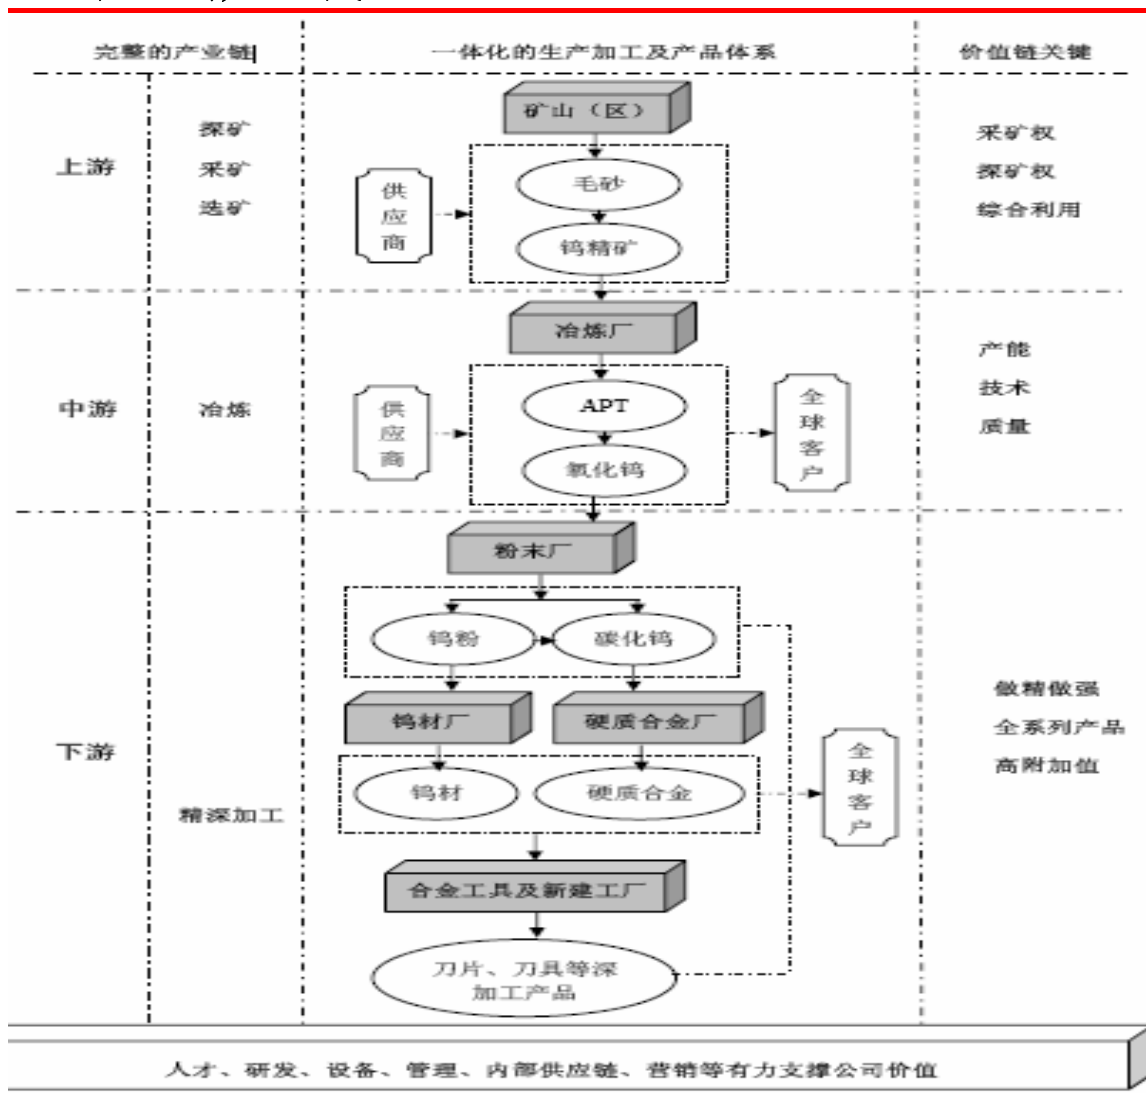 完整的产业链
一体化的生产加工及产品体系
价值链关键
上游
探矿
采矿
选矿
矿山（区）
供应商
毛砂
钨精矿
采矿权
探矿权
综合利用
中游
冶炼
冶炼厂
供应商
APT
氧化钨
全球客户
产能
技术
质量
下游
精深加工
粉末厂
钨粉
碳化钨
钨材厂
硬质合金厂
钨材
硬质合金
全球客户
合金工具及新建工厂
刀片、刀具等深
加工产品
做精做强
全系列产品
高附加值
人才、研发、设备、管理、内部供应链、营销等有力支撑公司价值